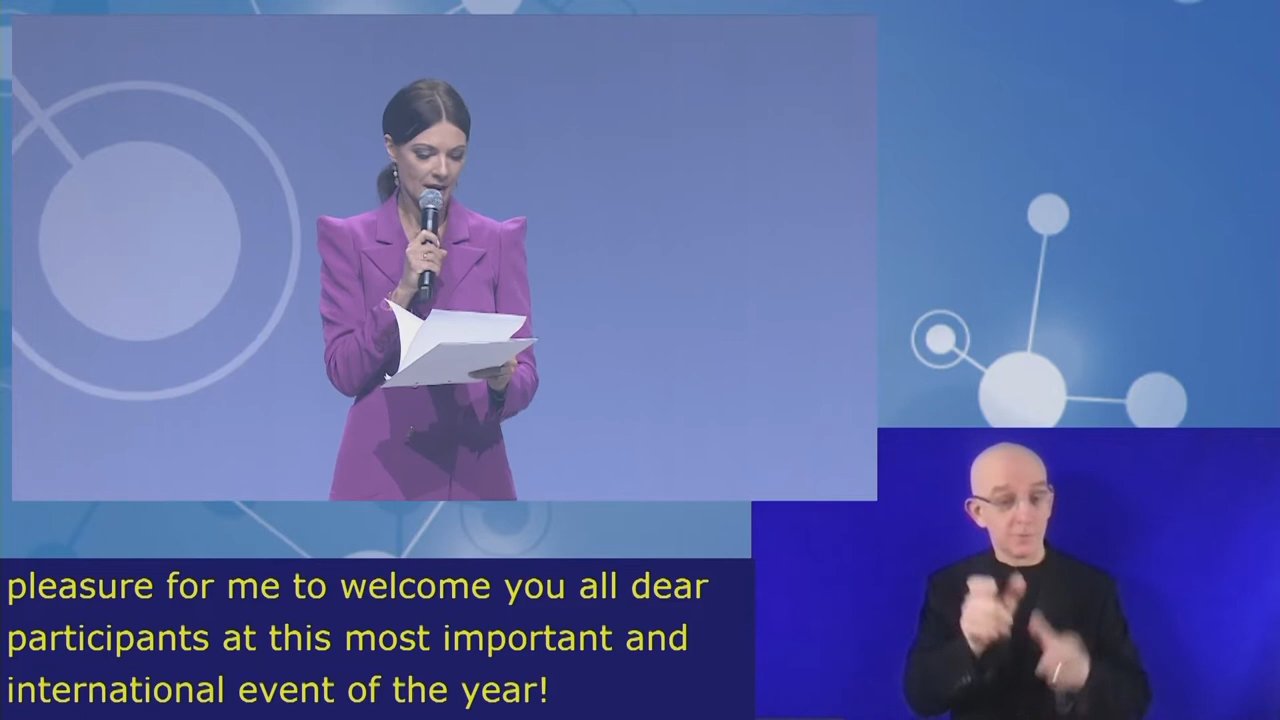 pleasure for me to welcome you all dear
participants at this most important and
international event of the year!